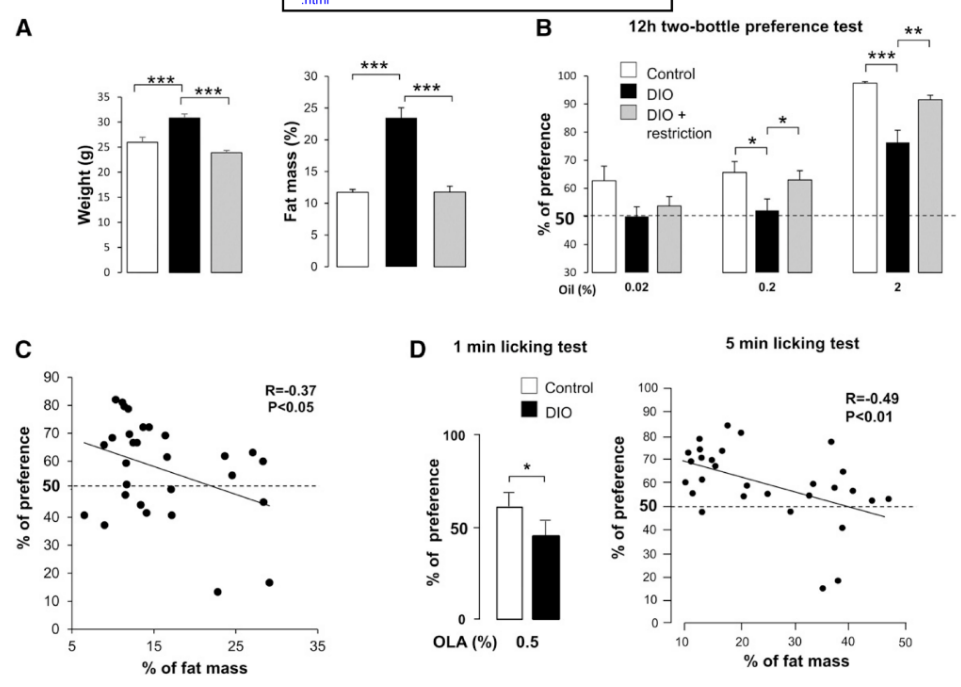 .html
A
***
***
35
30
25
20
15
10
5
0
Weight (g)
***
***
30
25
20
15
10
5
0
Fat mass (%)
B
12h two-bottle preference test
Control
DIO
DIO +
restriction
*
*
***
**
100
90
80
70
60
50
40
30
% of preference
Oil (%)
0.02
0.2
2
C
R=-0.37
P<0.05
90
80
70
60
50
40
30
20
10
0
% of preference
5
15
25
35
% of fat mass
D
1 min licking test
Control
DIO
*
100
50
0
% of preference
OLA (%) 0.5
5 min licking test
R=-0.49
P<0.01
100
90
80
70
60
50
40
30
20
10
0
% of preference
10
20
30
40
50
% of fat mass